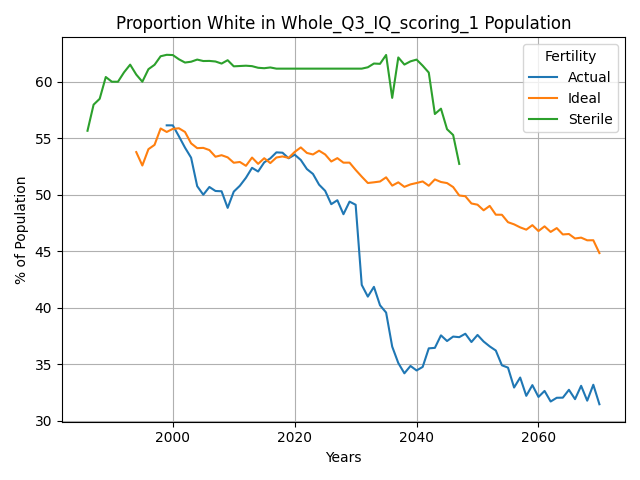 Proportion White in Whole_Q3_IQ_scoring_1 Population
Fertility
Actual
Ideal
Sterile
% of Population
60
55
50
45
40
35
30
2000
2020
2040
2060
Years